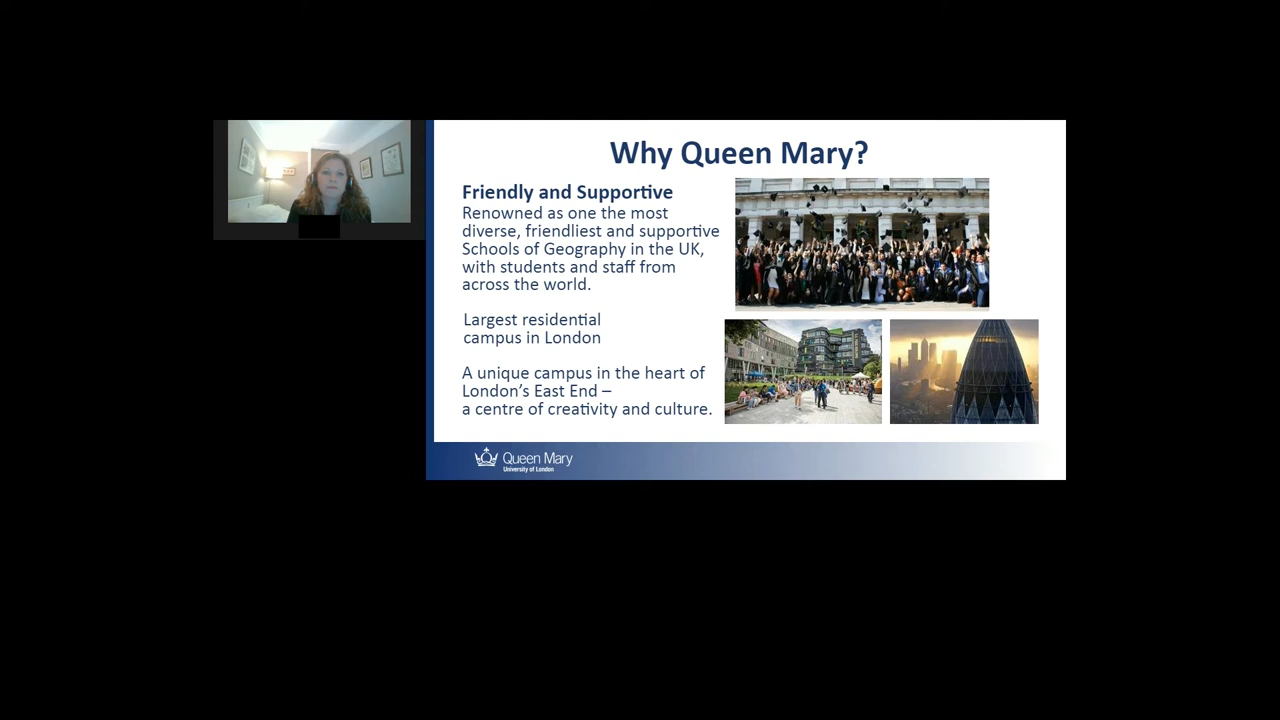 Why Queen Mary?
Friendly and Supportive
Renowned as one the most
diverse, friendliest and supportive
Schools of Geography in the UK,
with students and staff from
across the world.
Largest residential
campus in London
A unique campus in the heart of
London's East End –
a centre of creativity and culture.
Queen Mary
University of London